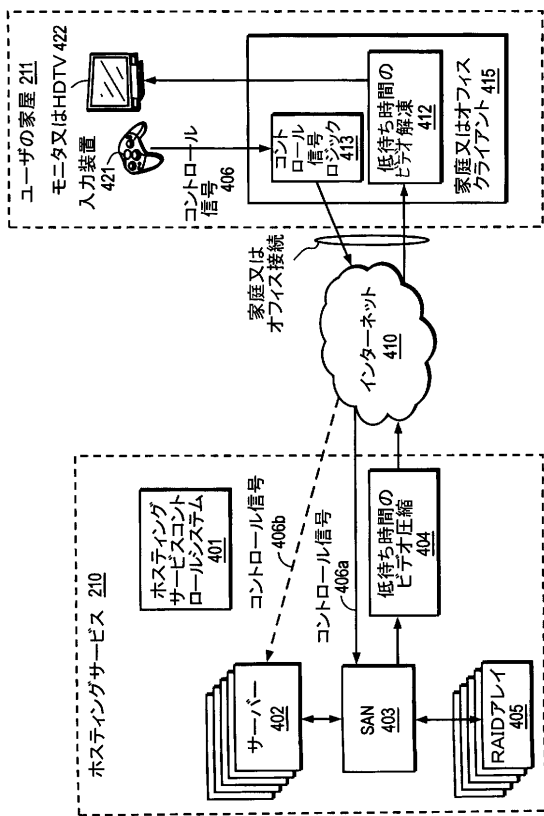 ユーザの家屋 211
モニタ又はHDTV 422
入力装置
421
コントロール
信号 406
コント
ロール
信号
ロジック
413
低待ち時間の
ビデオ解凍
412
家庭又はオフィス
クライアント
415
家庭又は
オフィス接続
インターネット
410
ホスティングサービス 210
ホスティング
サービスコント
ロールシステム
401
コントロール信号
406b
コントロール信号
406a
サーバー
402
SAN
403
低待ち時間の
ビデオ圧縮
404
RAIDアレイ
405